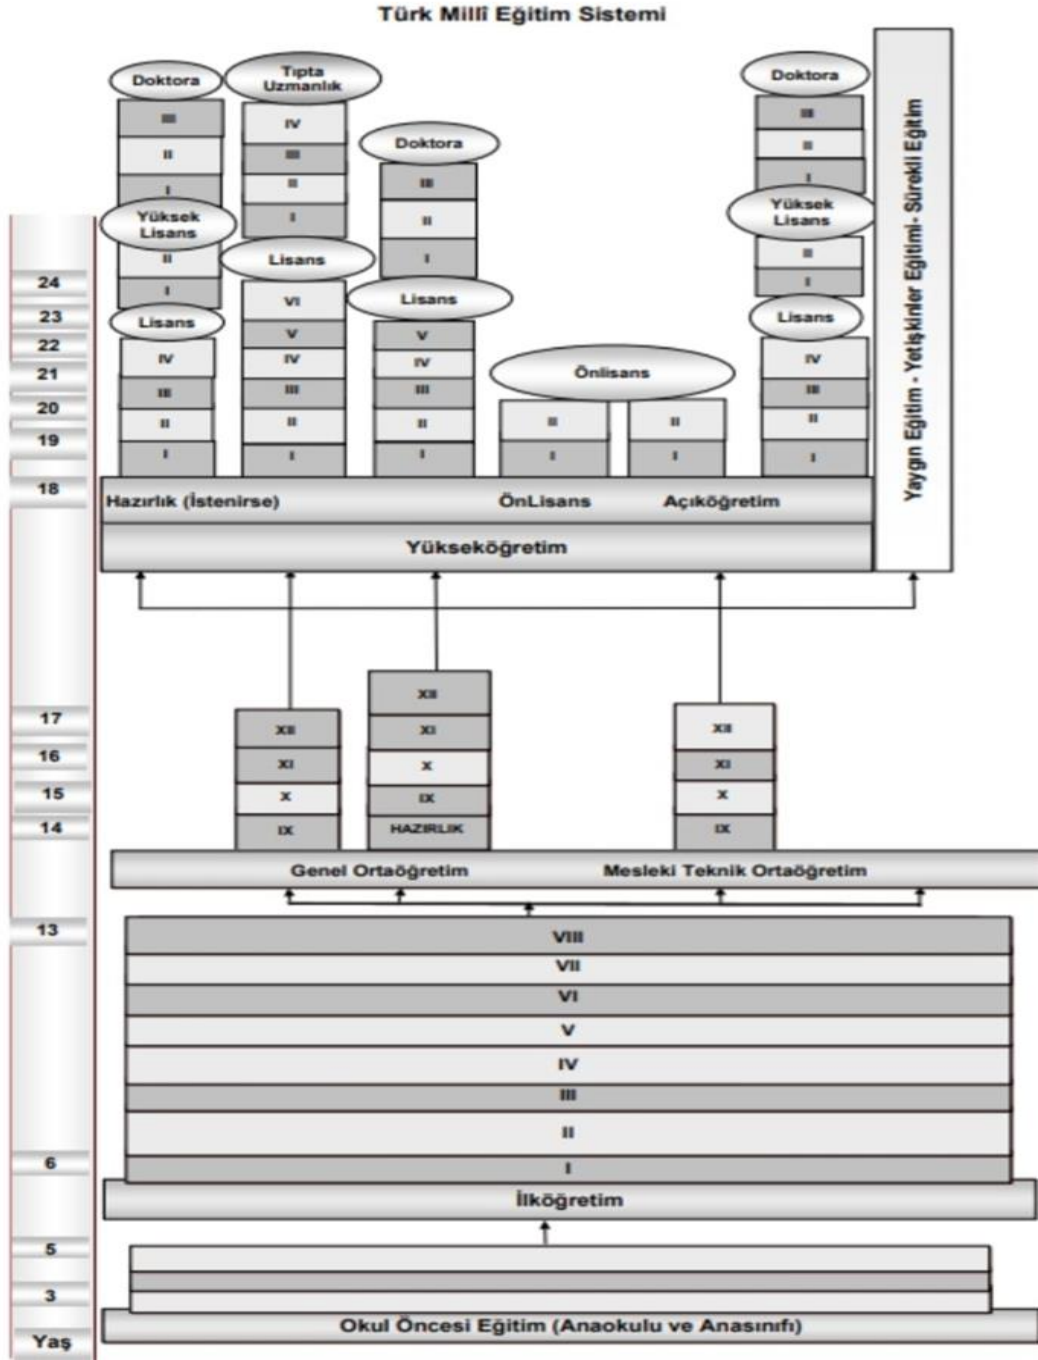 Türk Millî Eğitim Sistemi
Doktora
III
II
I
Yüksek
Lisans
II
I
Lisans
IV
III
II
I
Tıpta
Uzmanlık
IV
III
II
I
Lisans
VI
V
IV
III
II
I
Doktora
III
II
I
Lisans
V
IV
III
II
I
Önlisans
II
I
II
I
Doktora
III
II
I
Yüksek
Lisans
II
I
Lisans
IV
III
II
I
Yaygın Eğitim - Yetişkinler Eğitimi- Sürekli Eğitim
24
23
22
21
20
19
18
Hazırlık (İstenirse) ÖnLisans Açıköğretim
Yükseköğretim
17
16
15
14
XII
XI
X
IX
XII
XI
X
IX
HAZIRLIK
XII
XI
X
IX
Genel Ortaöğretim Mesleki Teknik Ortaöğretim
13
VIII
VII
VI
V
IV
III
II
6
I
İlköğretim
5
3
Okul Öncesi Eğitim (Anaokulu ve Anasınıfı)
Yaş